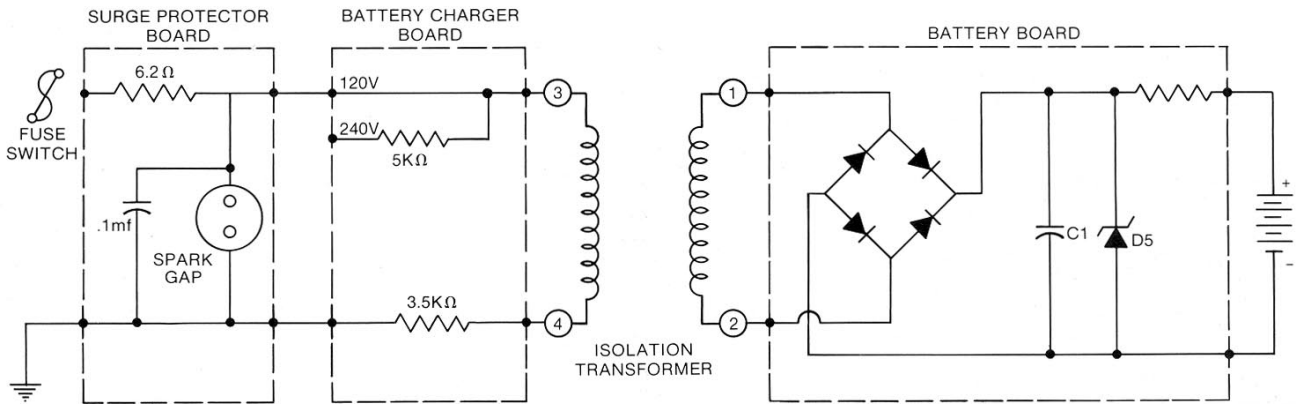 SURGE PROTECTOR
BOARD
BATTERY CHARGER
BOARD
BATTERY BOARD
6.2Ω
120V
3
1
FUSE
SWITCH
240V
5KΩ
+
.1mf
SPARK
GAP
C1
D5
-
3.5KΩ
4
2
ISOLATION
TRANSFORMER